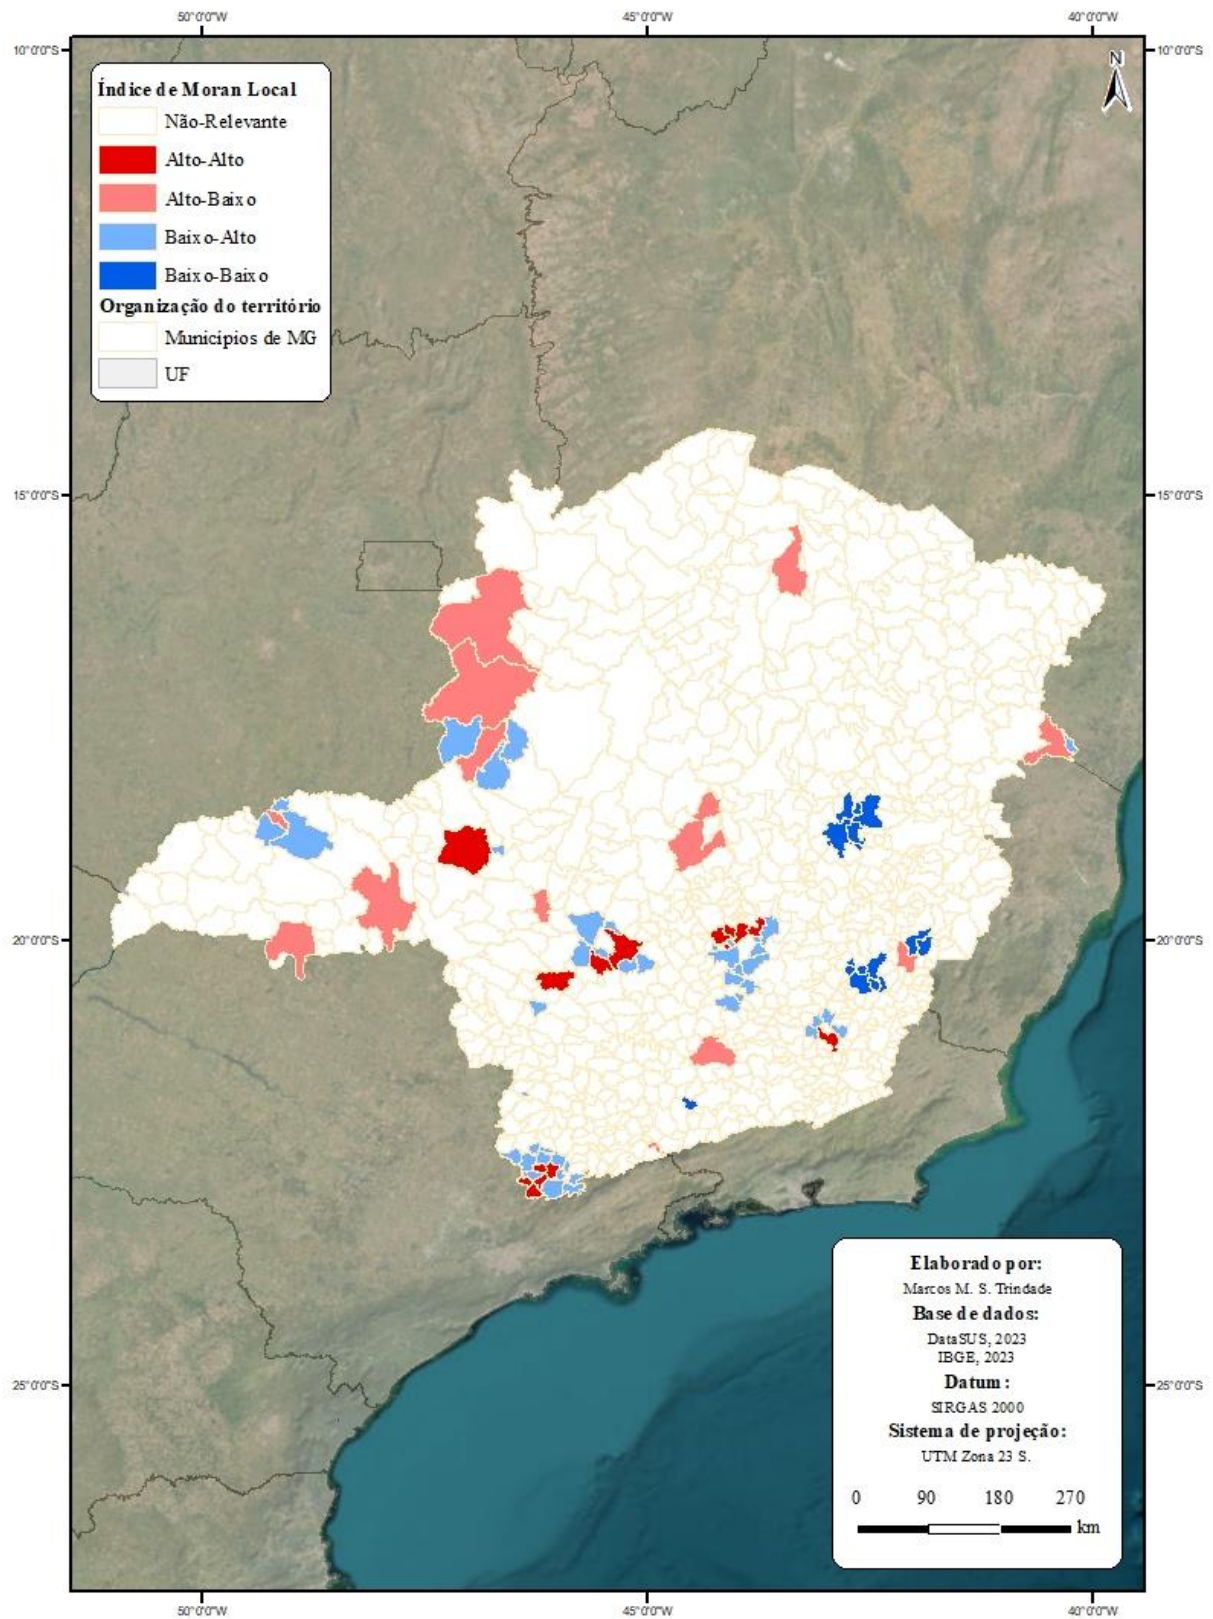 50°0'0"W
45°0'0"W
40°0'0"W
10°0'0"S
10°0'0"S
N
Índice de Moran Local
Não-Relevante
Alto-Alto
Alto-Baixo
Baixo-Alto
Baixo-Baixo
Organização do território
Municípios de MG
UF
15°0'0"S
15°0'0"S
20°0'0"S
20°0'0"S
Elaborado por:
Marcos M. S. Trindade
Base de dados:
DataSUS, 2023
IBGE, 2023
Datum :
SIRGAS 2000
Sistema de projeção:
UTM Zona 23 S.
0 90 180 270
km
25°0'0"S
25°0'0"S
50°0'0"W
45°0'0"W
40°0'0"W